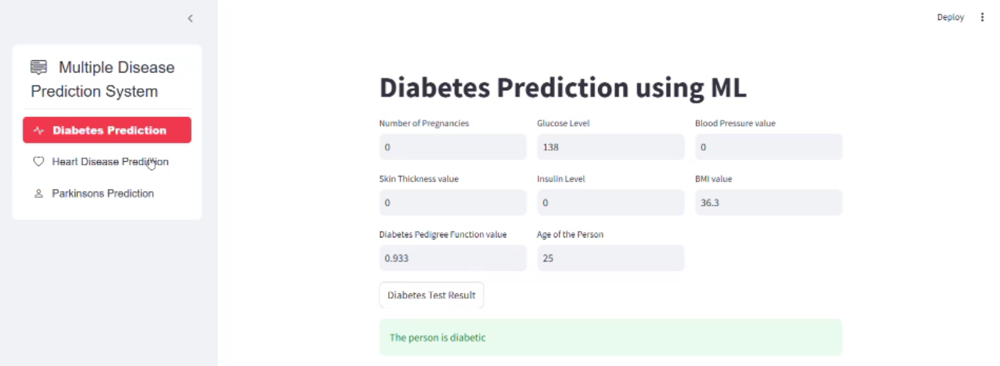 Deploy
Multiple Disease
Prediction System
Diabetes Prediction
Heart Disease Prediction
Parkinsons Prediction
Diabetes Prediction using ML
Number of Pregnancies Glucose Level Blood Pressure value
0 138 0
Skin Thickness value Insulin Level BMI value
0 0 36.3
Diabetes Pedigree Function value Age of the Person
0.933 25
Diabetes Test Result
The person is diabetic